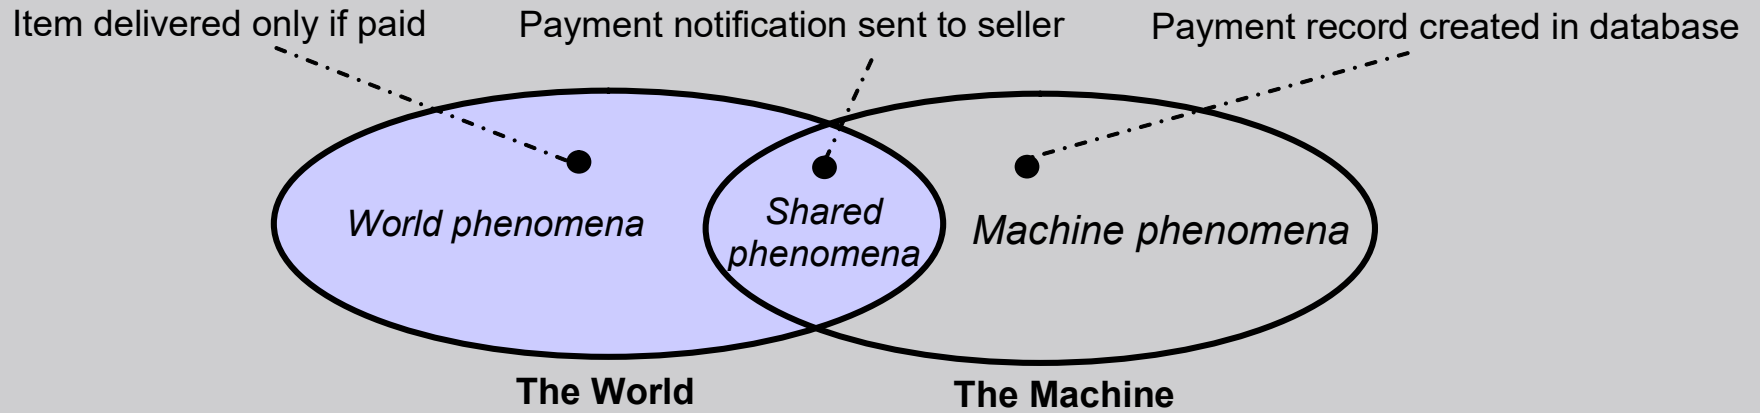 Item delivered only if paid
Payment notification sent to seller
Payment record created in database
World phenomena
Shared
phenomena
Machine phenomena
The World
The Machine